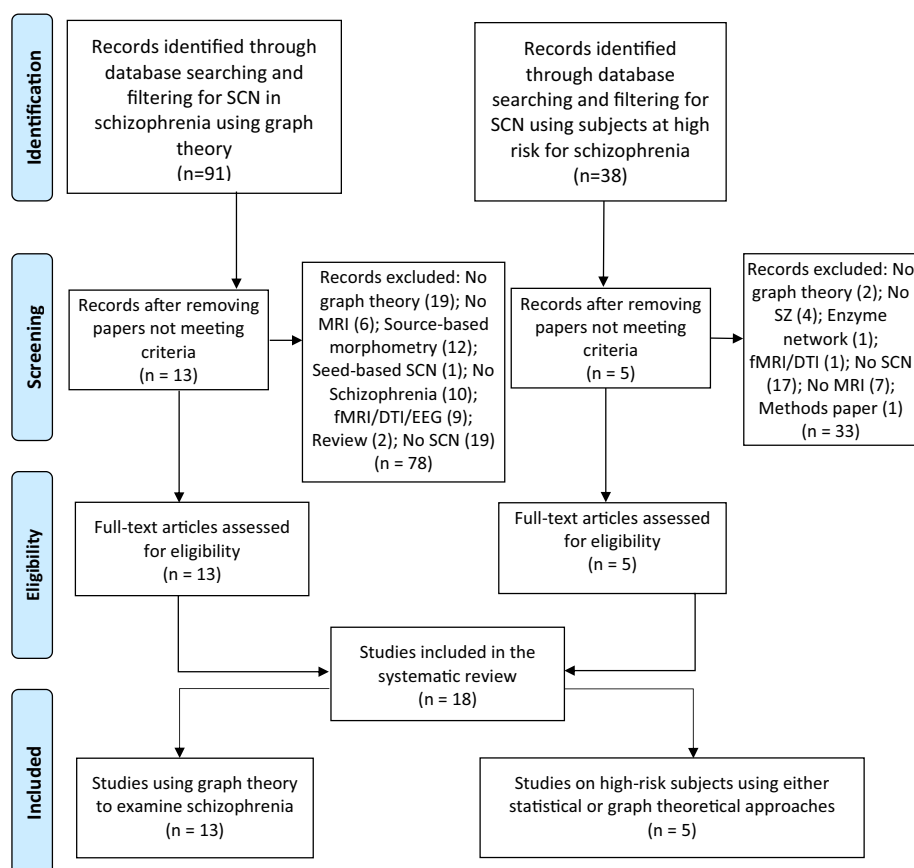 Identification
Records identified through
database searching and
filtering for SCN in
schizophrenia using graph
theory
(n=91)
Records identified
through database
searching and filtering for
SCN using subjects at high
risk for schizophrenia
(n=38)
Screening
Records after removing
papers not meeting
criteria
(n = 13)
Records excluded: No
graph theory (19); No
MRI (6); Source-based
morphometry (12);
Seed-based SCN (1); No
Schizophrenia (10);
fMRI/DTI/EEG (9);
Review (2); No SCN (19)
(n = 78)
Records after removing
papers not meeting
criteria
(n = 5)
Records excluded: No
graph theory (2); No
SZ (4); Enzyme
network (1);
fMRI/DTI (1); No SCN
(17); No MRI (7);
Methods paper (1)
(n = 33)
Eligibility
Full-text articles assessed
for eligibility
(n = 13)
Full-text articles assessed
for eligibility
(n = 5)
Studies included in the
systematic review
(n = 18)
Included
Studies using graph theory
to examine schizophrenia
(n = 13)
Studies on high-risk subjects using either
statistical or graph theoretical approaches
(n = 5)